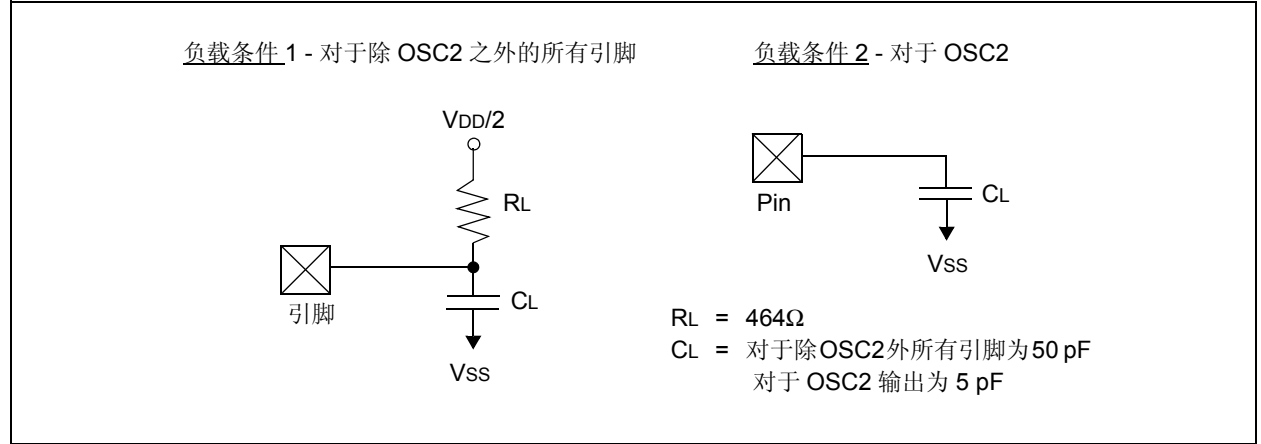 负载条件 1 - 对于除 OSC2 之外的所有引脚
VDD/2
RL
引脚
CL
VSS
负载条件 2 - 对于 OSC2
Pin
CL
VSS
RL = 464Ω
CL = 对于除OSC2外所有引脚为50 pF
对于 OSC2 输出为 5 pF